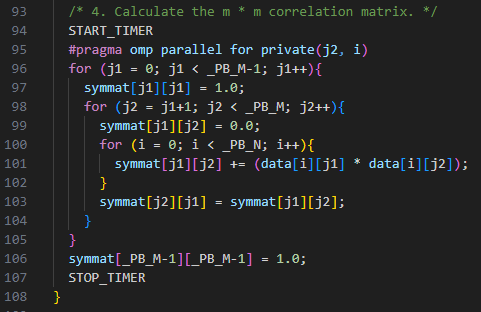 93 /* 4. Calculate the m * m correlation matrix. */
94 START_TIMER
95 #pragma omp parallel for private(j2, i)
96 for (j1 = 0; j1 < _PB_M-1; j1++){
97 symmat[j1][j1] = 1.0;
98 for (j2 = j1+1; j2 < _PB_M; j2++){
99 symmat[j1][j2] = 0.0;
100 for (i = 0; i < _PB_N; i++){
101 symmat[j1][j2] += (data[i][j1] * data[i][j2]);
102 }
103 symmat[j2][j1] = symmat[j1][j2];
104 }
105 }
106 symmat[_PB_M-1][_PB_M-1] = 1.0;
107 STOP_TIMER
108 }